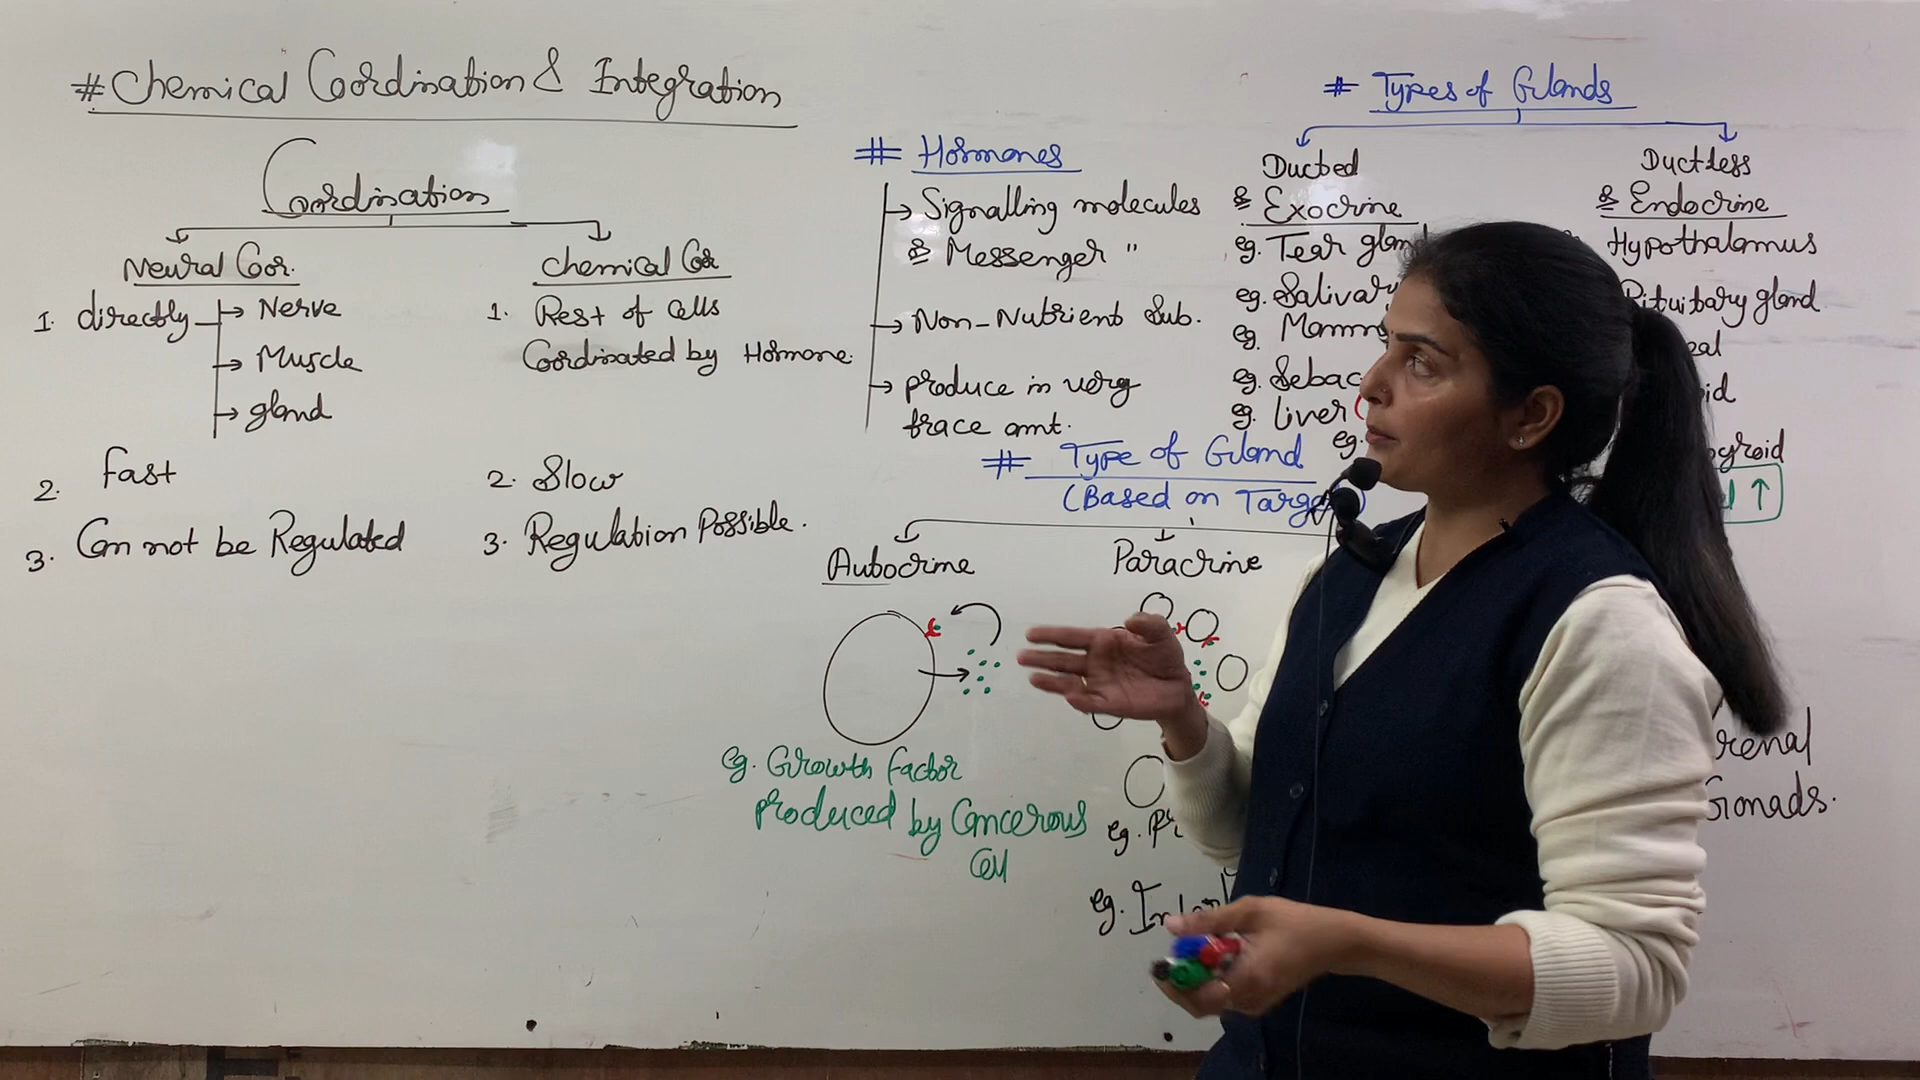 # Chemical Coordination & Integration
Coordination
Neural Cor.
1. directly → Nerve
→ Muscle
→ gland
2. Fast
3. Can not be Regulated
Chemical Cor
1. Rest of Cells
Coordinated by Hormone.
2. Slow
3. Regulation Possible.
# Hormones
→ Signalling molecules
& Messenger "
→ Non-Nutrient Sub.
→ produce in very
trace amt.
# Types of Glands
Ducted
& Exocrine
eg. Tear gland
eg. Salivary
eg.
eg.
eg. Liver
eg.
Ductless
& Endocrine
Hypothalamus
Pituitary gland.
# Type of Gland
(Based on Target)
Autocrine
eg. Growth factor
produced by Cancerous
Cell
Paracrine
eg.
eg.
Gonads.